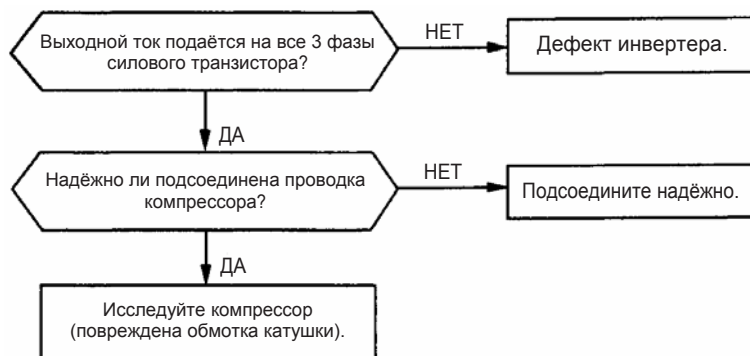 Выходной ток подаётся на все 3 фазы
силового транзистора?
НЕТ
Дефект инвертера.
ДА
Надёжно ли подсоединена проводка
компрессора?
НЕТ
Подсоедините надёжно.
ДА
Исследуйте компрессор
(повреждена обмотка катушки).